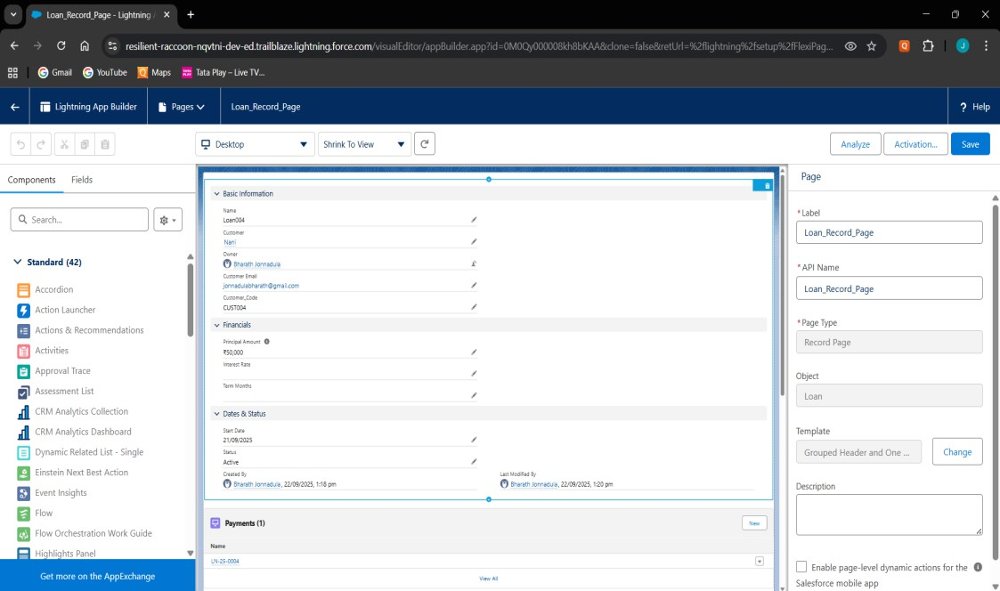 Loan_Record_Page - Lightning
resilient-raccoon-nqvtni-dev-ed.trailblaze.lightning.force.com/visualEditor/appBuilder.app?id=0M0Qy000008kh8bKAA&clone=false&retUrl=%2flightning%2fsetup%2fFlexiPag...
Q
J
Gmail
YouTube
Maps
Tata Play – Live TV...
Lightning App Builder
Pages
Loan_Record_Page
? Help
Desktop
Shrink To View
Analyze
Activation...
Save
Components
Fields
Search...
Standard (42)
Accordion
Action Launcher
Actions & Recommendations
Activities
Approval Trace
Assessment List
CRM Analytics Collection
CRM Analytics Dashboard
Dynamic Related List - Single
Einstein Next Best Action
Event Insights
Flow
Flow Orchestration Work Guide
Highlights Panel
Get more on the AppExchange
Basic Information
Name
Loan004
Customer
Nani
Owner
Bharath Jonnadula
Customer Email
jonnadulabharath@gmail.com
Customer_Code
CUST004
Financials
Principal Amount
₹50,000
Interest Rate
Term Months
Dates & Status
Start Date
21/09/2025
Status
Active
Created By
Bharath Jonnadula, 22/09/2025, 1:18 pm
Last Modified By
Bharath Jonnadula, 22/09/2025, 1:20 pm
Payments (1)
New
Name
LN-25-0004
View All
Page
*Label
Loan_Record_Page
*API Name
Loan_Record_Page
*Page Type
Record Page
Object
Loan
Template
Grouped Header and One ...
Change
Description
Enable page-level dynamic actions for the
Salesforce mobile app